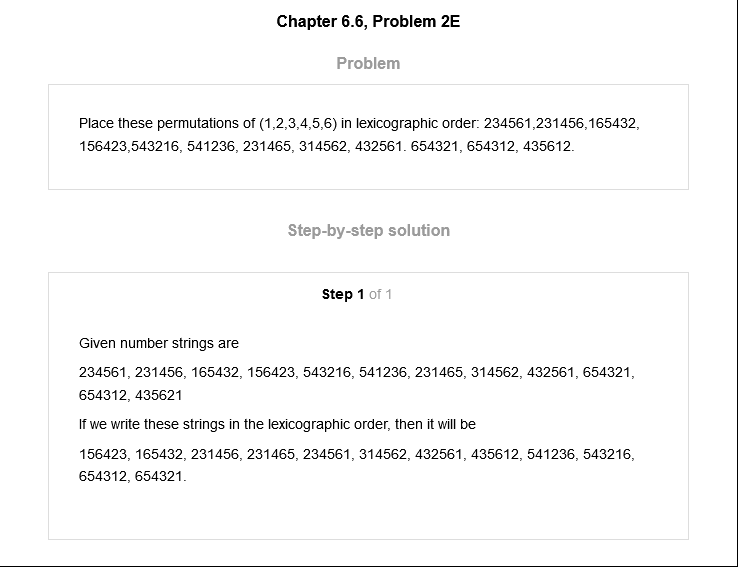 Chapter 6.6, Problem 2E
Problem
Place these permutations of (1,2,3,4,5,6) in lexicographic order: 234561,231456,165432,
156423,543216, 541236, 231465, 314562, 432561. 654321, 654312, 435612.
Step-by-step solution
Step 1 of 1
Given number strings are
234561, 231456, 165432, 156423, 543216, 541236, 231465, 314562, 432561, 654321,
654312, 435621
If we write these strings in the lexicographic order, then it will be
156423, 165432, 231456, 231465, 234561, 314562, 432561, 435612, 541236, 543216,
654312, 654321.